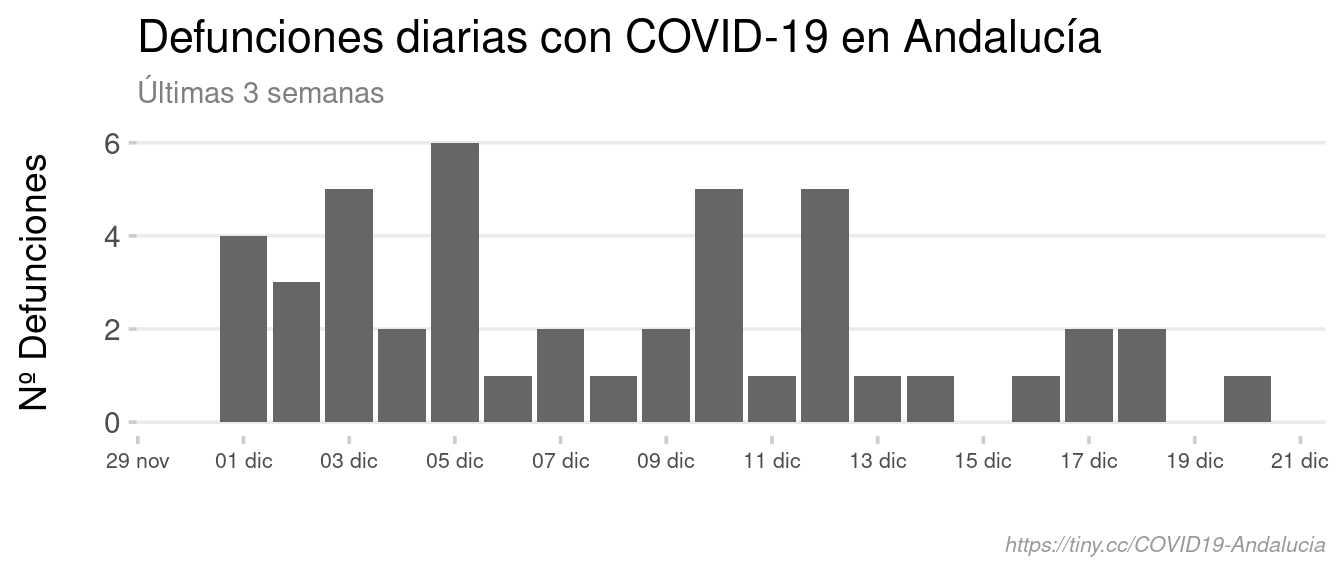 Defunciones diarias con COVID-19 en Andalucía
Últimas 3 semanas
Nº Defunciones
6
4
2
0
29 nov 01 dic 03 dic 05 dic 07 dic 09 dic 11 dic 13 dic 15 dic 17 dic 19 dic 21 dic
https://tiny.cc/COVID19-Andalucia